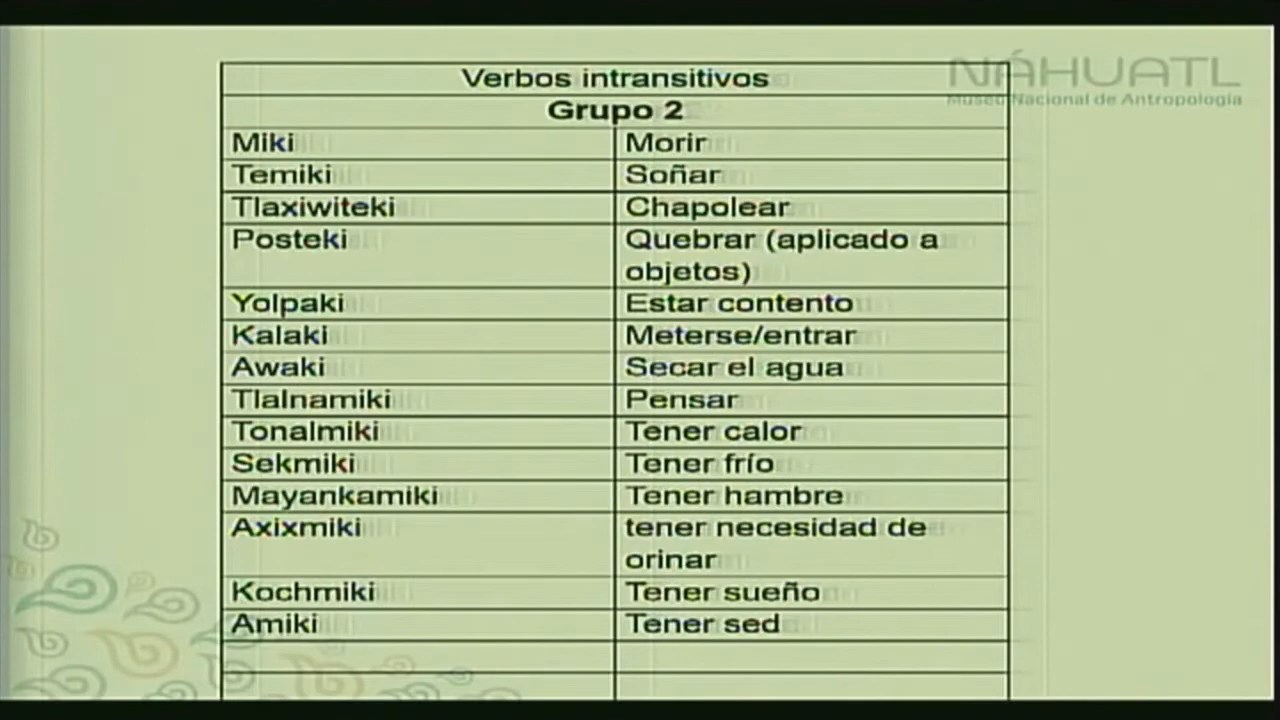 NÁHUATL
Museo Nacional de Antropología
Verbos intransitivos
Grupo 2
Miki Morir
Temiki Soñar
Tlaxiwiteki Chapolear
Posteki Quebrar (aplicado a
objetos)
Yolpaki Estar contento
Kalaki Meterse/entrar
Awaki Secar el agua
Tlalnamiki Pensar
Tonalmiki Tener calor
Sekmiki Tener frío
Mayankamiki Tener hambre
Axixmiki tener necesidad de
orinar
Kochmiki Tener sueño
Amiki Tener sed